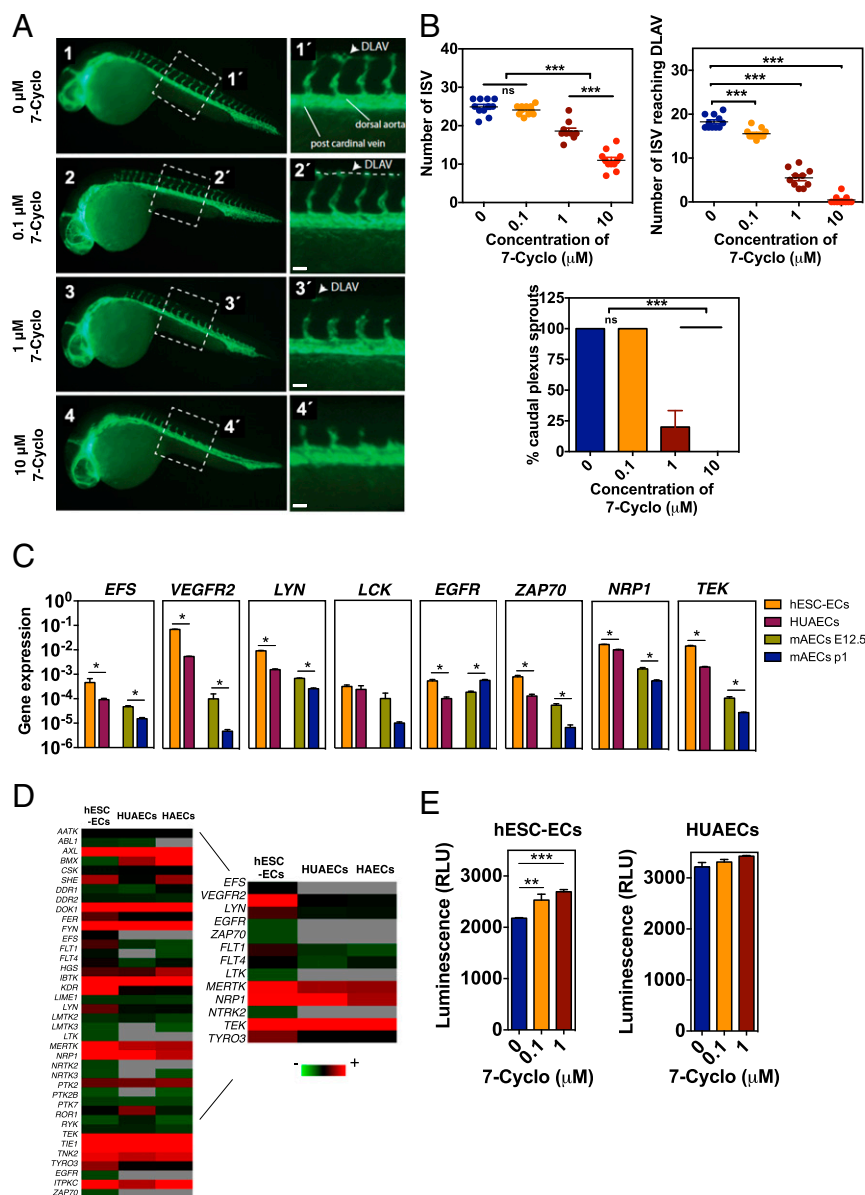 A
0 µM
7-Cyclo
1
1´
1´
DLAV
post cardinal vein
dorsal aorta
0.1 µM
7-Cyclo
2
2´
2´
DLAV
1 µM
7-Cyclo
3
3´
3´
DLAV
10 µM
7-Cyclo
4
4´
4´
B
Number of ISV
40
30
20
10
0
***
ns
***
0
0.1
1
10
Concentration of
7-Cyclo (µM)
Number of ISV reaching DLAV
30
20
10
0
***
***
***
0
0.1
1
10
Concentration of
7-Cyclo (µM)
% caudal plexus sprouts
125
100
75
50
25
0
***
ns
0
0.1
1
10
Concentration of
7-Cyclo (µM)
C
EFS
VEGFR2
LYN
LCK
EGFR
ZAP70
NRP1
TEK
Gene expression
10⁰
10⁻¹
10⁻²
10⁻³
10⁻⁴
10⁻⁵
10⁻⁶
* *
* *
* *
* *
* *
* *
* *
hESC-ECs
HUAECs
mAECs E12.5
mAECs p1
D
hESC
-ECs
HUAECs
HAECs
AATK
ABL1
AXL
BMX
CSK
SHE
DDR1
DDR2
DOK1
FER
FYN
EFS
FLT1
FLT4
HGS
IBTK
KDR
LIME1
LYN
LMTK2
LMTK3
LTK
MERTK
NRP1
NRTK2
NRTK3
PTK2
PTK2B
PTK7
ROR1
RYK
TEK
TIE1
TNK2
TYRO3
EGFR
ITPKC
ZAP70
hESC
-ECs
HUAECs
HAECs
EFS
VEGFR2
LYN
EGFR
ZAP70
FLT1
FLT4
LTK
MERTK
NRP1
NTRK2
TEK
TYRO3
- +
E
hESC-ECs
Luminescence (RLU)
3000
2000
1000
0
***
**
0
0.1
1
7-Cyclo (µM)
HUAECs
Luminescence (RLU)
3000
2000
1000
0
0
0.1
1
7-Cyclo (µM)